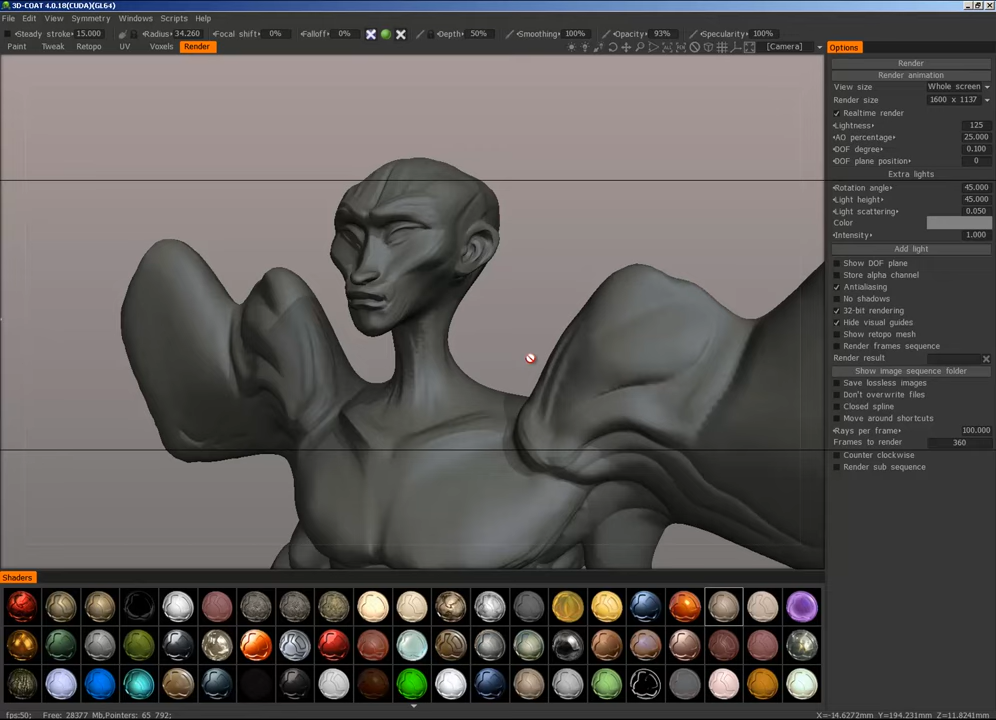 3D-COAT 4.0.18(CUDA)(GL64)
File Edit View Symmetry Windows Scripts Help
Steady stroke 15.000 Radius 34.260 Focal shift 0% Falloff 0% Depth 50% Smoothing 100% Opacity 93% Specularity 100%
Paint Tweak Retopo UV Voxels Render [Camera] Options
Render
Render animation
View size Whole screen
Render size 1600 x 1137
Realtime render
Lightness 125
AO percentage 25.000
DOF degree 0.100
DOF plane position 0
Extra lights
Rotation angle 45.000
Light height 45.000
Light scattering 0.050
Color
Intensity 1.000
Add light
Show DOF plane
Store alpha channel
Antialiasing
No shadows
32-bit rendering
Hide visual guides
Show retopo mesh
Render frames sequence
Render result
Show image sequence folder
Save lossless images
Don't overwrite files
Closed spline
Move around shortcuts
Rays per frame 100.000
Frames to render 360
Counter clockwise
Render sub sequence
Shaders
fps:50; Free: 28377 Mb,Pointers: 65 792; X=-14.6272mm Y=194.231mm Z=11.8241mm